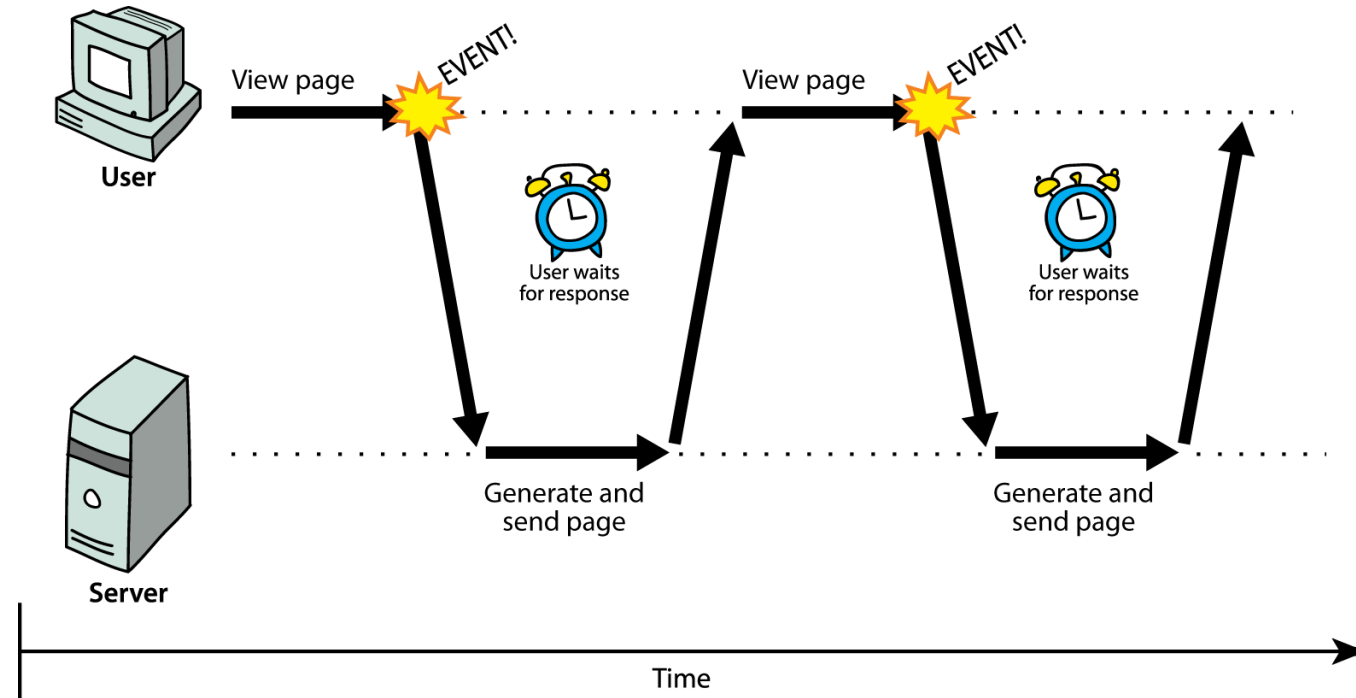 EVENT!
View page
User
User waits
for response
Generate and
send page
View page
EVENT!
User waits
for response
Generate and
send page
Server
Time